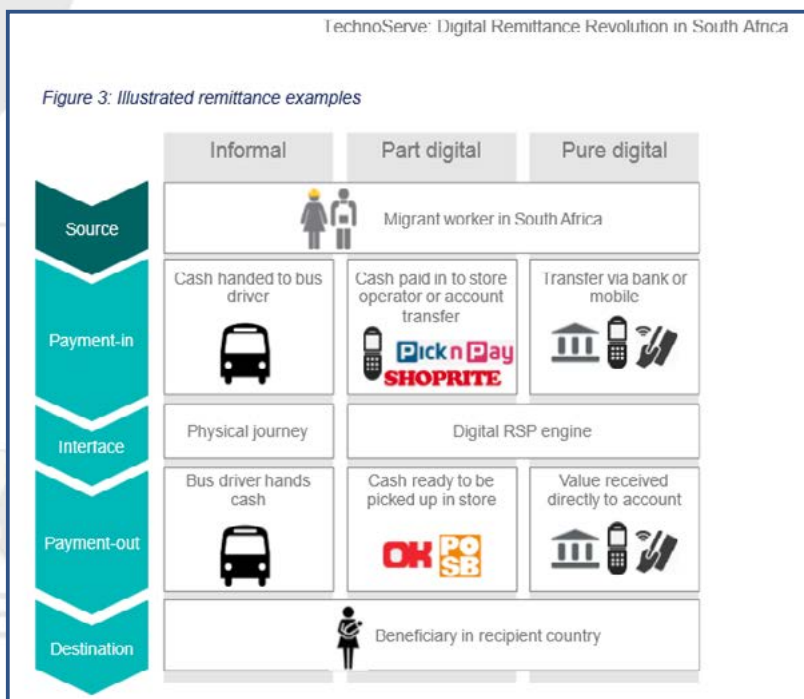 TechnoServe: Digital Remittance Revolution in South Africa
Figure 3: Illustrated remittance examples
Informal
Part digital
Pure digital
Source
Migrant worker in South Africa
Payment-in
Cash handed to bus
driver
Cash paid in to store
operator or account
transfer
Pick n Pay
SHOPRITE
Transfer via bank or
mobile
Interface
Physical journey
Digital RSP engine
Payment-out
Bus driver hands
cash
Cash ready to be
picked up in store
OK
PO
SB
Value received
directly to account
Destination
Beneficiary in recipient country